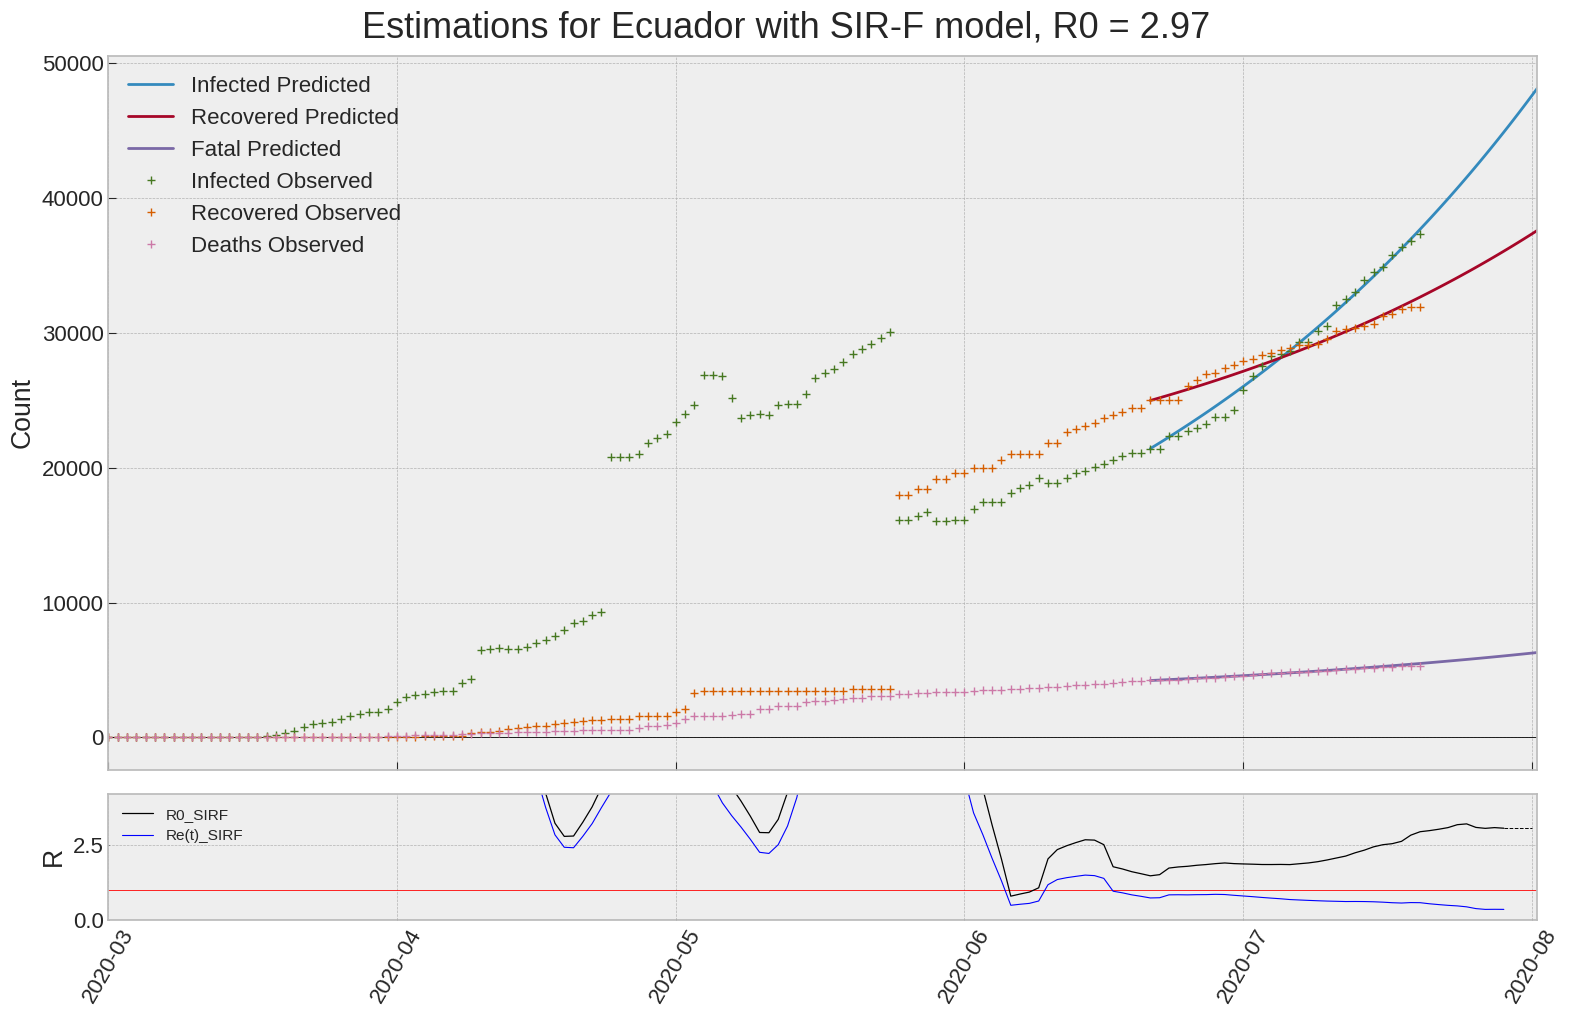 Estimations for Ecuador with SIR-F model, R0 = 2.97
50000
40000
30000
20000
10000
0
Count
Infected Predicted
Recovered Predicted
Fatal Predicted
Infected Observed
Recovered Observed
Deaths Observed
R0_SIRF
Re(t)_SIRF
2.5
0.0
R
2020-03
2020-04
2020-05
2020-06
2020-07
2020-08